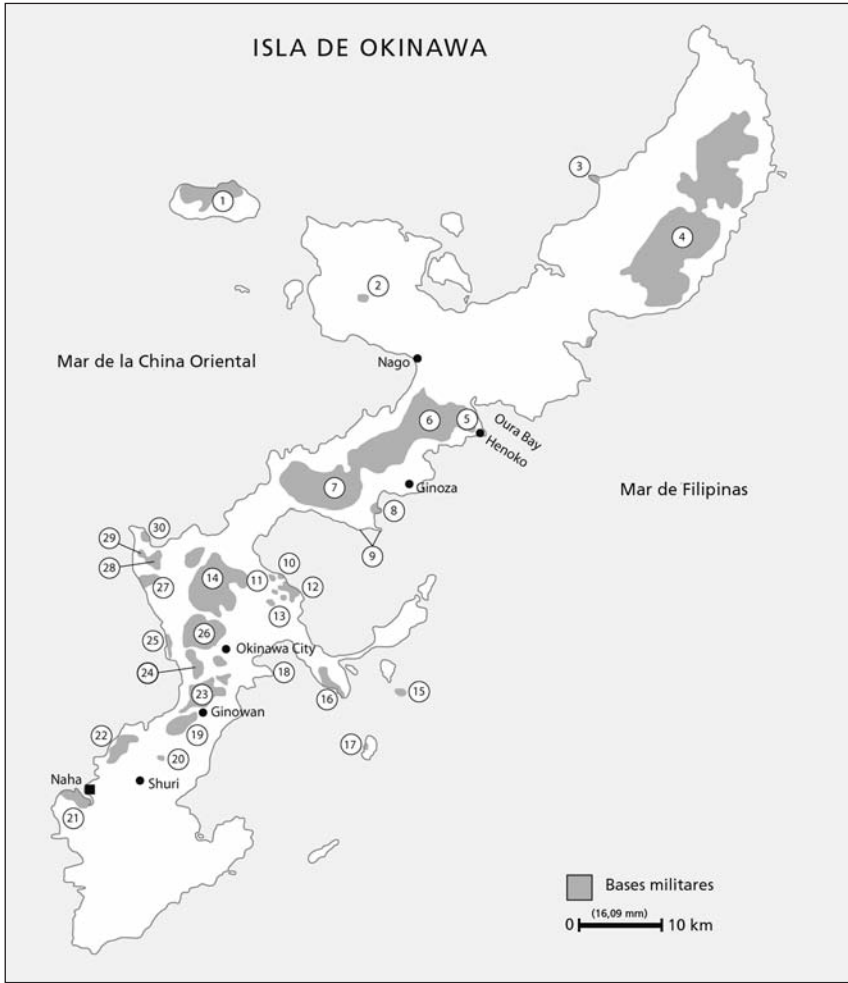 ISLA DE OKINAWA
3
1
4
2
Mar de la China Oriental
Nago
6
5
Oura Bay
Henoko
7
Ginoza
Mar de Filipinas
8
30
29
9
28
10
14
11
12
27
13
26
25
Okinawa City
24
18
23
16
15
Ginowan
22
19
17
20
Naha
Shuri
21
Bases militares
(16,09 mm)
0 10 km